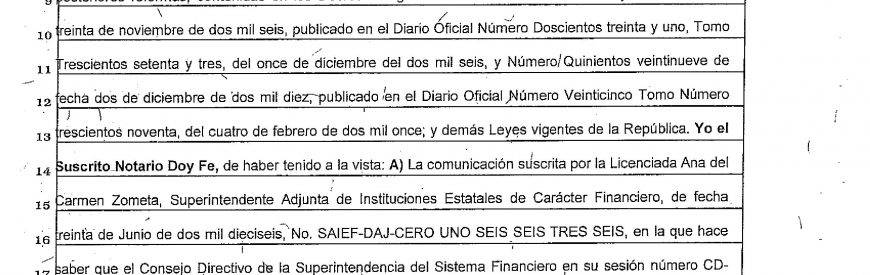 10 treinta de noviembre de dos mil seis, publicado en el Diario Oficial Número Doscientos treinta y uno, Tomo
11 Trescientos setenta y tres, del once de diciembre del dos mil seis, y Número/Quinientos veintinueve de
12 fecha dos de diciembre de dos mil diez, publicado en el Diario Oficial Número Veinticinco Tomo Número
13 trescientos noventa, del cuatro de febrero de dos mil once; y demás Leyes vigentes de la República. Yo el
14 Suscrito Notario Doy Fe, de haber tenido a la vista: A) La comunicación suscrita por la Licenciada Ana del
15 Carmen Zometa, Superintendente Adjunta de Instituciones Estatales de Carácter Financiero, de fecha
16 treinta de Junio de dos mil dieciseis, No. SAIEF-DAJ-CERO UNO SEIS SEIS TRES SEIS, en la que hace
17 saber que el Consejo Directivo de la Superintendencia del Sistema Financiero en su sesión número CD-